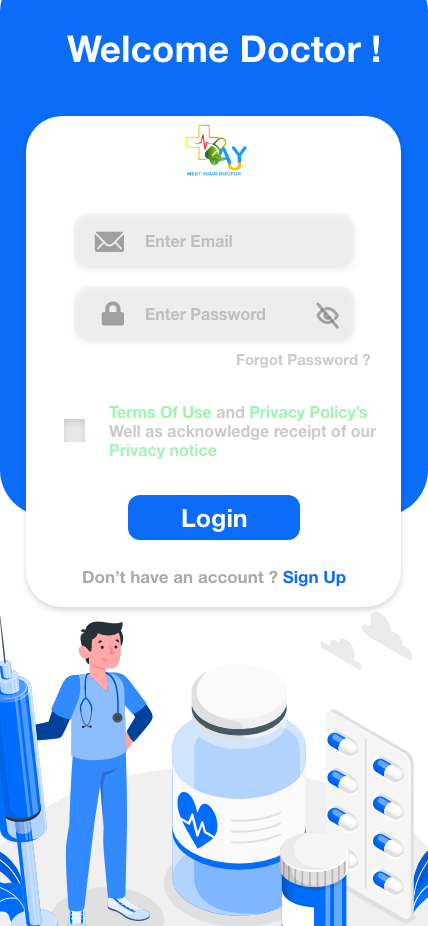 Welcome Doctor !
AY
MEET YOUR DOCTOR
Enter Email
Enter Password
Forgot Password ?
Terms Of Use and Privacy Policy's
Well as acknowledge receipt of our
Privacy notice
Login
Don't have an account ? Sign Up